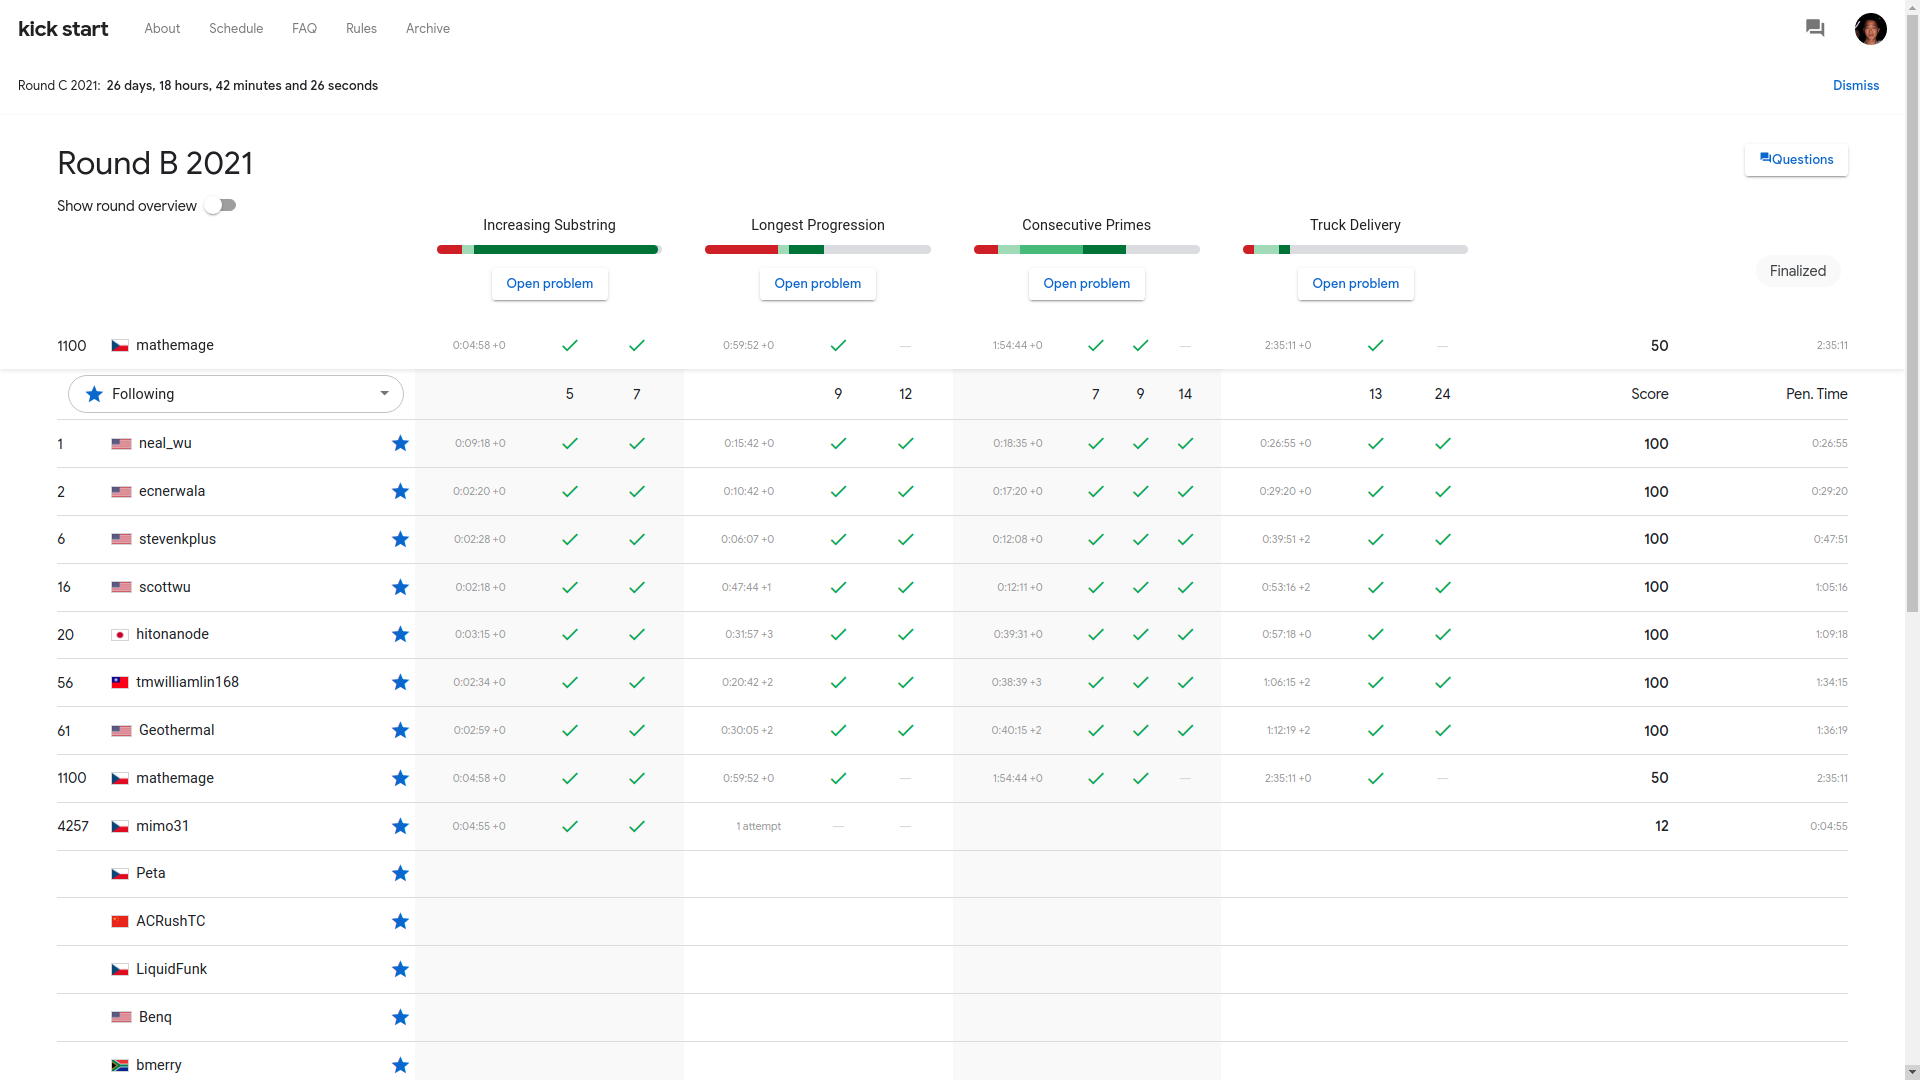 kick start About Schedule FAQ Rules Archive
Round C 2021: 26 days, 18 hours, 42 minutes and 26 seconds Dismiss
Round B 2021
Questions
Show round overview
Increasing Substring Longest Progression Consecutive Primes Truck Delivery
Open problem Open problem Open problem Open problem
Finalized
1100 mathemage 0:04:58 +0 0:59:52 +0 — 1:54:44 +0 — 2:35:11 +0 — 50 2:35:11
Following 5 7 9 12 7 9 14 13 24 Score Pen. Time
1 neal_wu 0:09:18 +0 0:15:42 +0 0:18:35 +0 0:26:55 +0 100 0:26:55
2 ecnerwala 0:02:20 +0 0:10:42 +0 0:17:20 +0 0:29:20 +0 100 0:29:20
6 stevenkplus 0:02:28 +0 0:06:07 +0 0:12:08 +0 0:39:51 +2 100 0:47:51
16 scottwu 0:02:18 +0 0:47:44 +1 0:12:11 +0 0:53:16 +2 100 1:05:16
20 hitonanode 0:03:15 +0 0:31:57 +3 0:39:31 +0 0:57:18 +0 100 1:09:18
56 tmwilliamlin168 0:02:34 +0 0:20:42 +2 0:38:39 +3 1:06:15 +2 100 1:34:15
61 Geothermal 0:02:59 +0 0:30:05 +2 0:40:15 +2 1:12:19 +2 100 1:36:19
1100 mathemage 0:04:58 +0 0:59:52 +0 — 1:54:44 +0 — 2:35:11 +0 — 50 2:35:11
4257 mimo31 0:04:55 +0 1 attempt — — 12 0:04:55
Peta
ACRushTC
LiquidFunk
Benq
bmerry